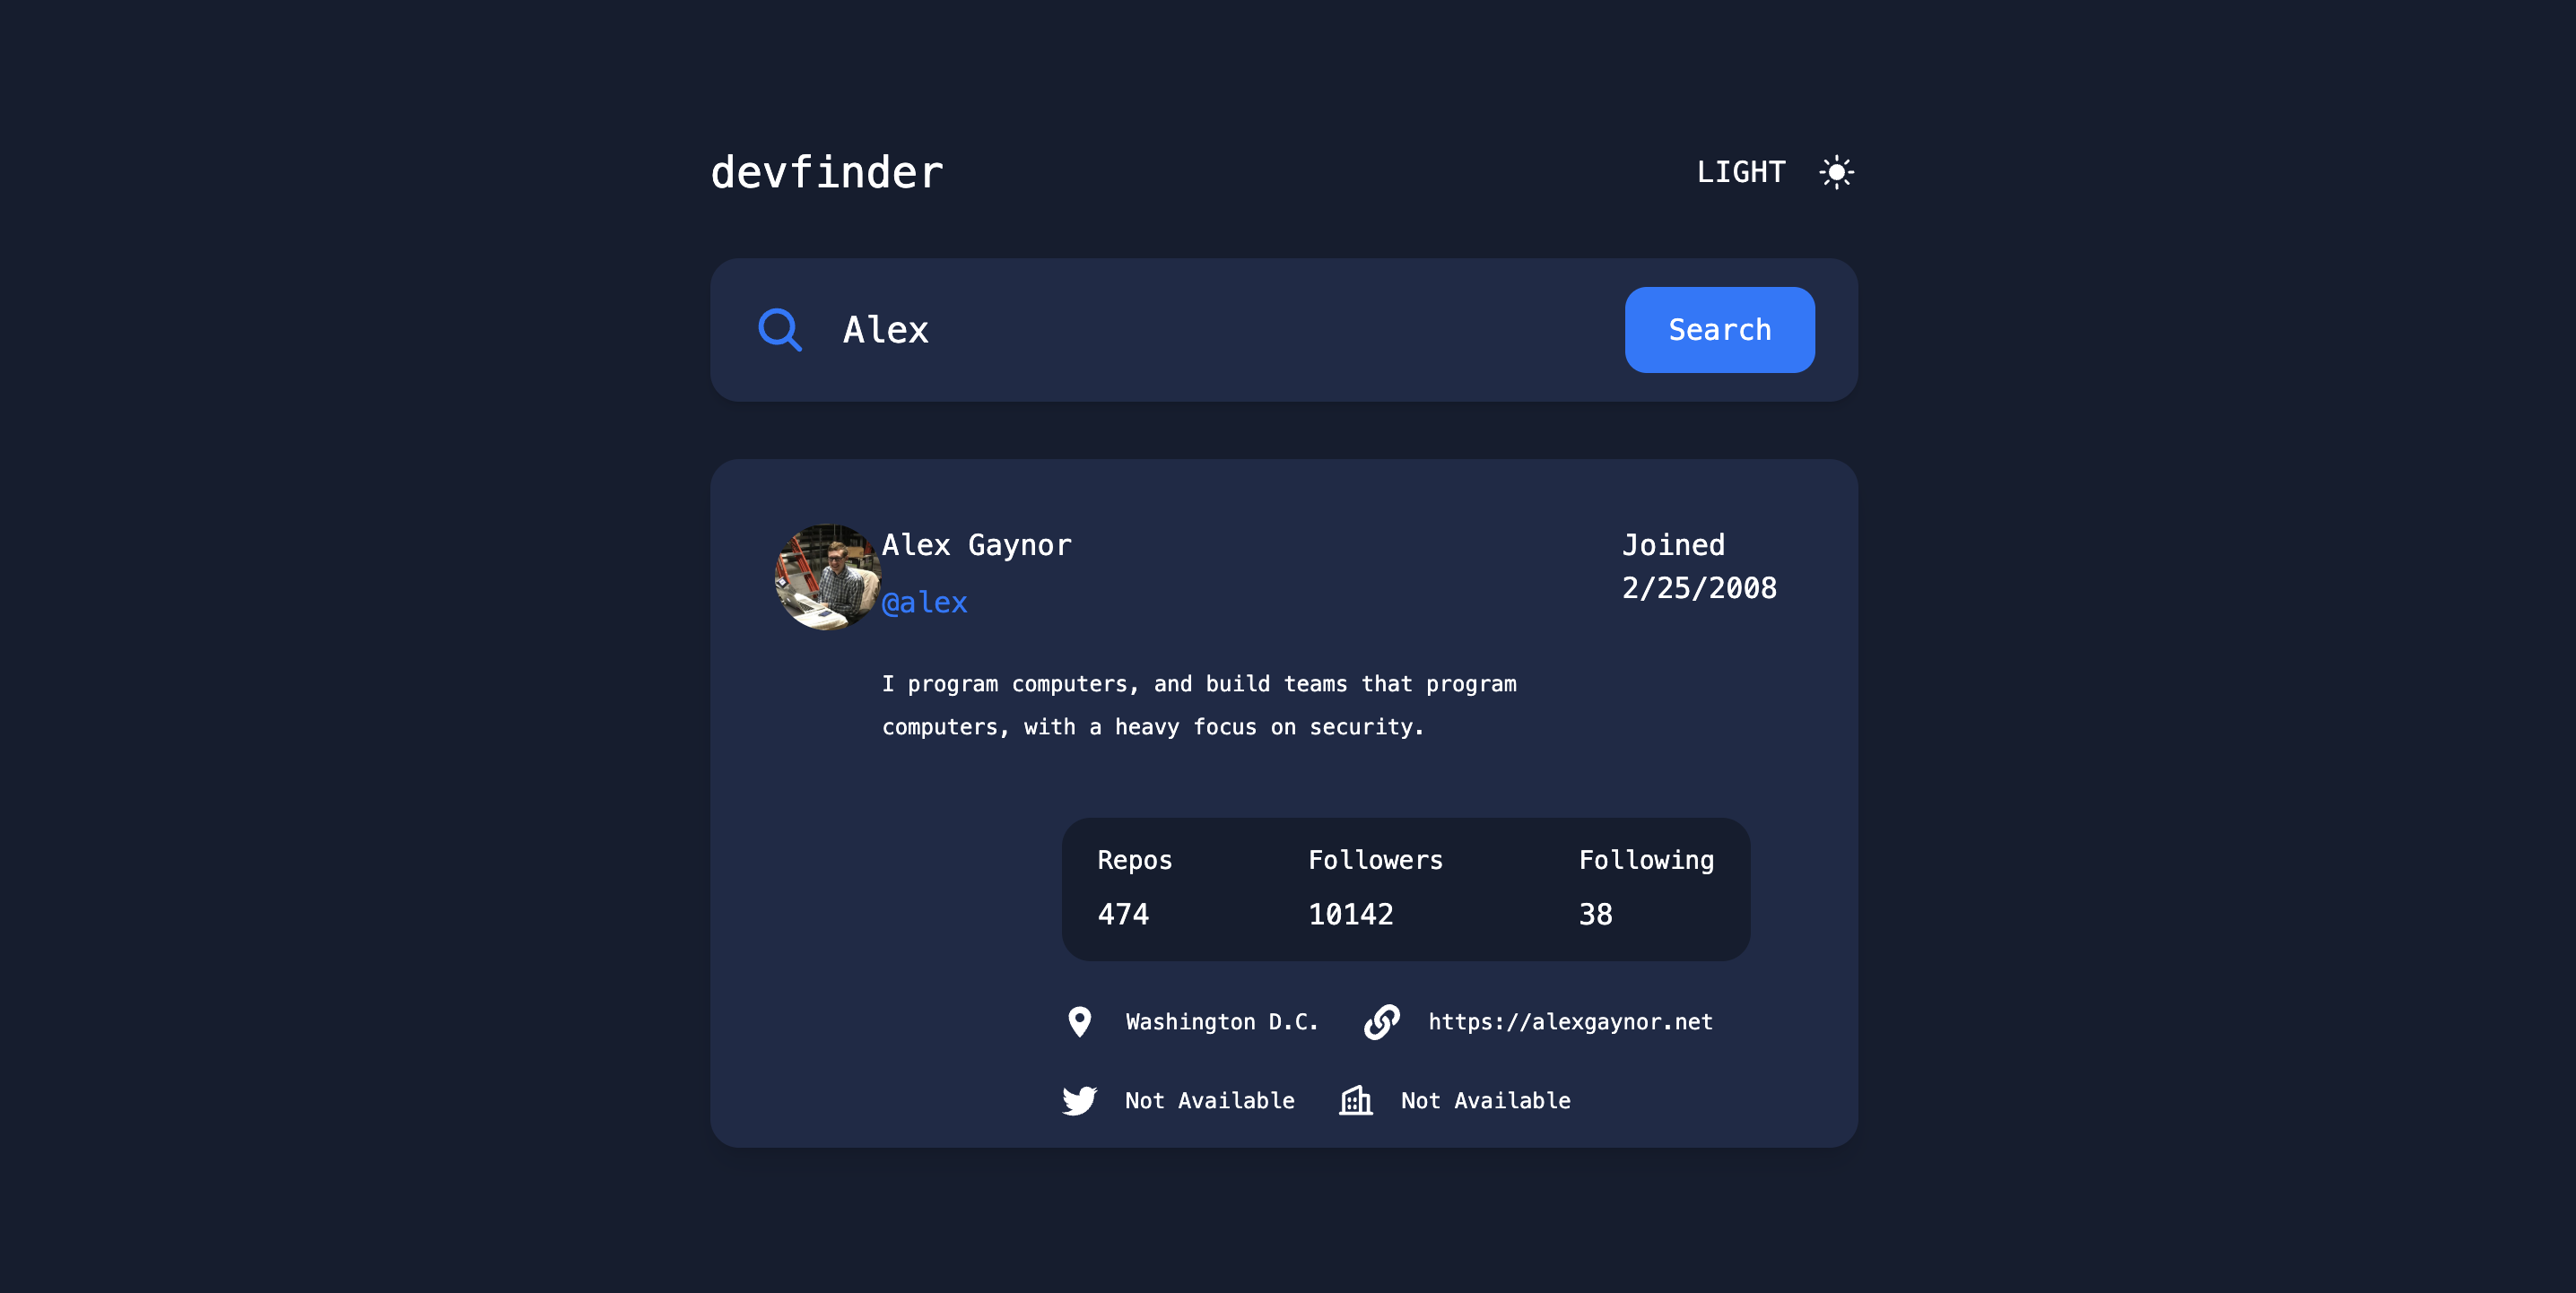 devfinder
LIGHT
Alex
Search
Alex Gaynor
@alex
Joined
2/25/2008
I program computers, and build teams that program
computers, with a heavy focus on security.
Repos
Followers
Following
474
10142
38
Washington D.C.
https://alexgaynor.net
Not Available
Not Available